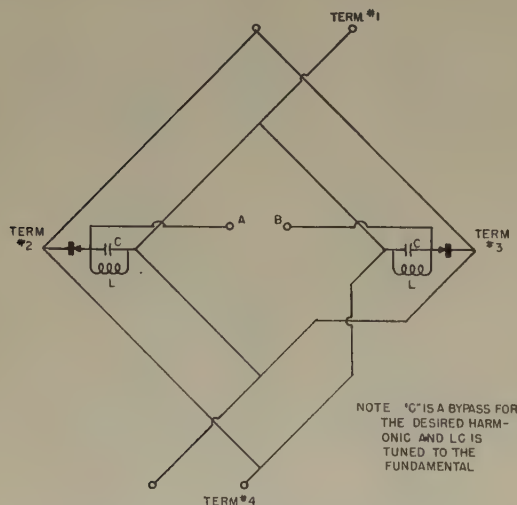 TERM. #1
A
B
TERM
#2
C
L
C
L
TERM
#3
NOTE "C" IS A BYPASS FOR
THE DESIRED HARM-
ONIC AND LC IS
TUNED TO THE
FUNDAMENTAL
TERM #4